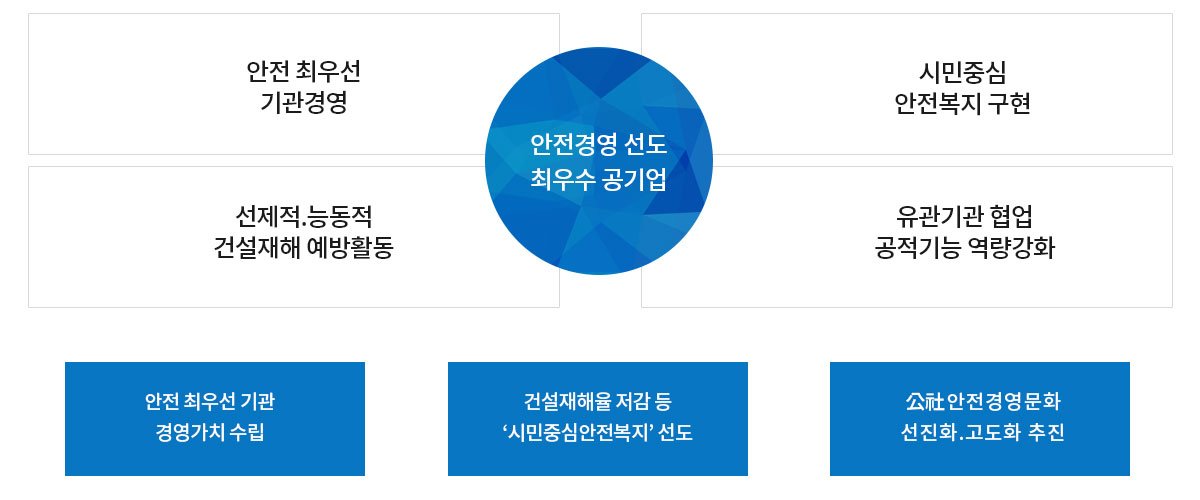 안전 최우선
기관경영
시민중심
안전복지 구현
안전경영 선도
최우수 공기업
선제적.능동적
건설재해 예방활동
유관기관 협업
공적기능 역량강화
안전 최우선 기관
경영가치 수립
건설재해율 저감 등
‘시민중심안전복지’ 선도
公社안전경영문화
선진화.고도화 추진